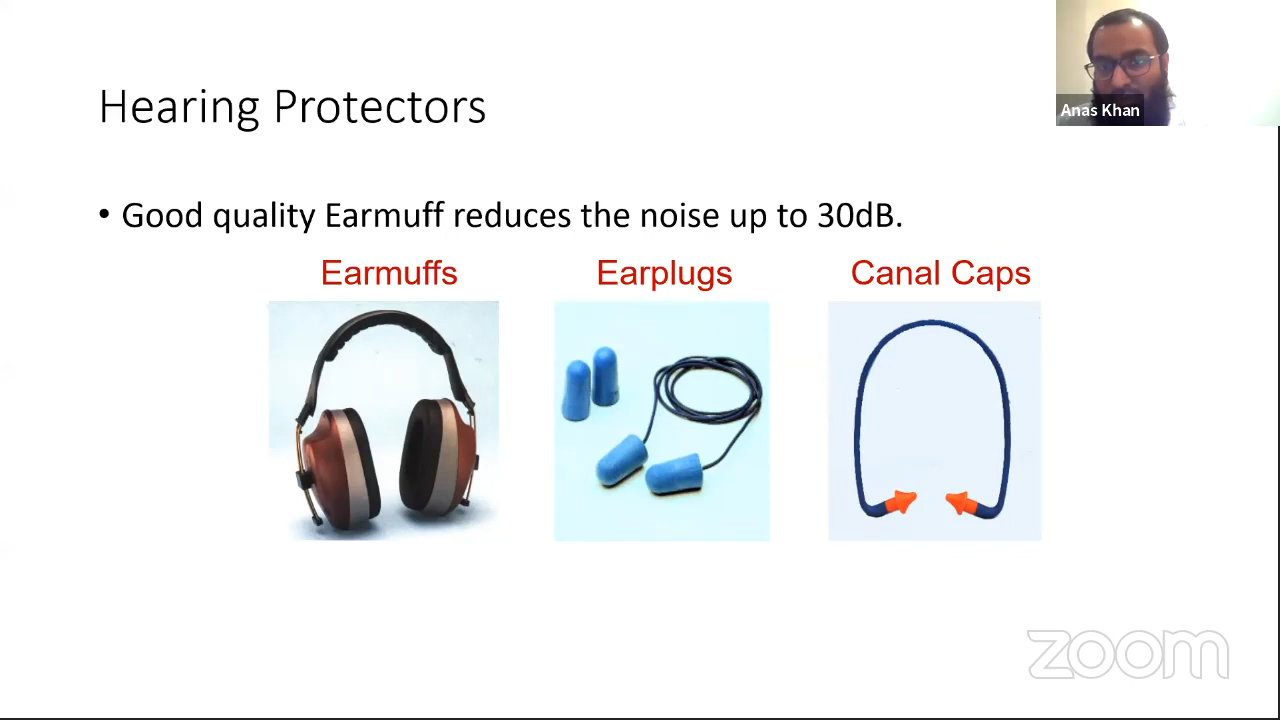 Hearing Protectors
Anas Khan
• Good quality Earmuff reduces the noise up to 30dB.
Earmuffs
Earplugs
Canal Caps
zoom